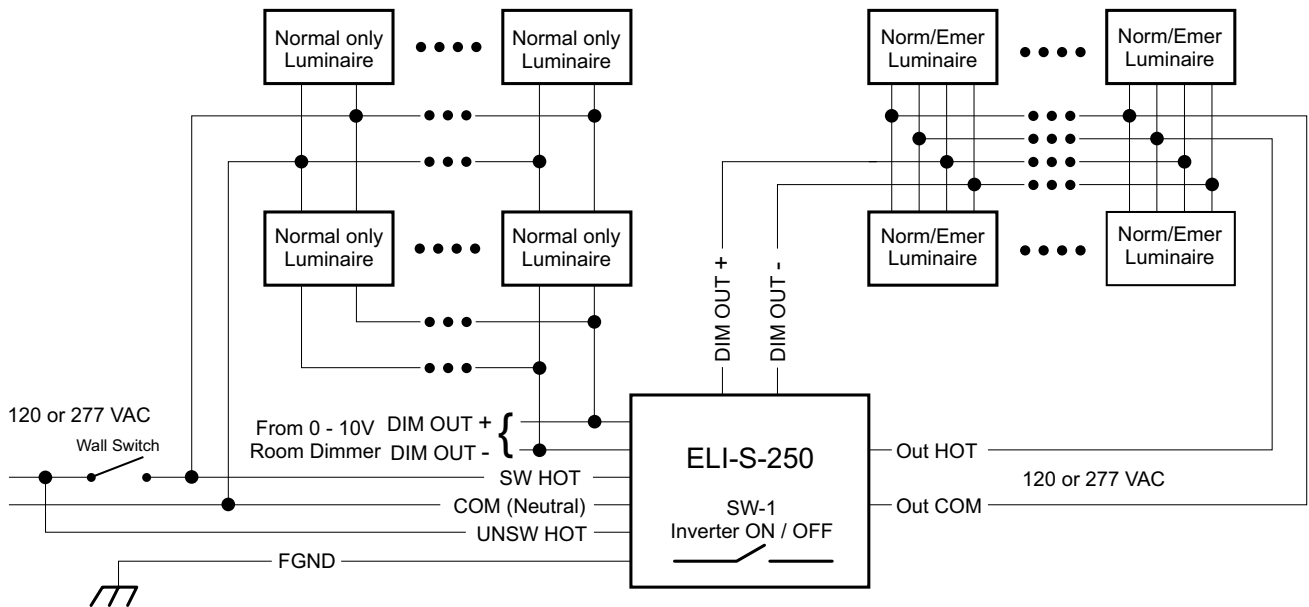 Normal only
Luminaire
Normal only
Luminaire
Norm/Emer
Luminaire
Norm/Emer
Luminaire
Normal only
Luminaire
Normal only
Luminaire
Norm/Emer
Luminaire
Norm/Emer
Luminaire
DIM OUT +
DIM OUT -
120 or 277 VAC
Wall Switch
From 0 - 10V
Room Dimmer
DIM OUT +
DIM OUT -
{
SW HOT
COM (Neutral)
UNSW HOT
FGND
ELI-S-250
SW-1
Inverter ON / OFF
Out HOT
120 or 277 VAC
Out COM